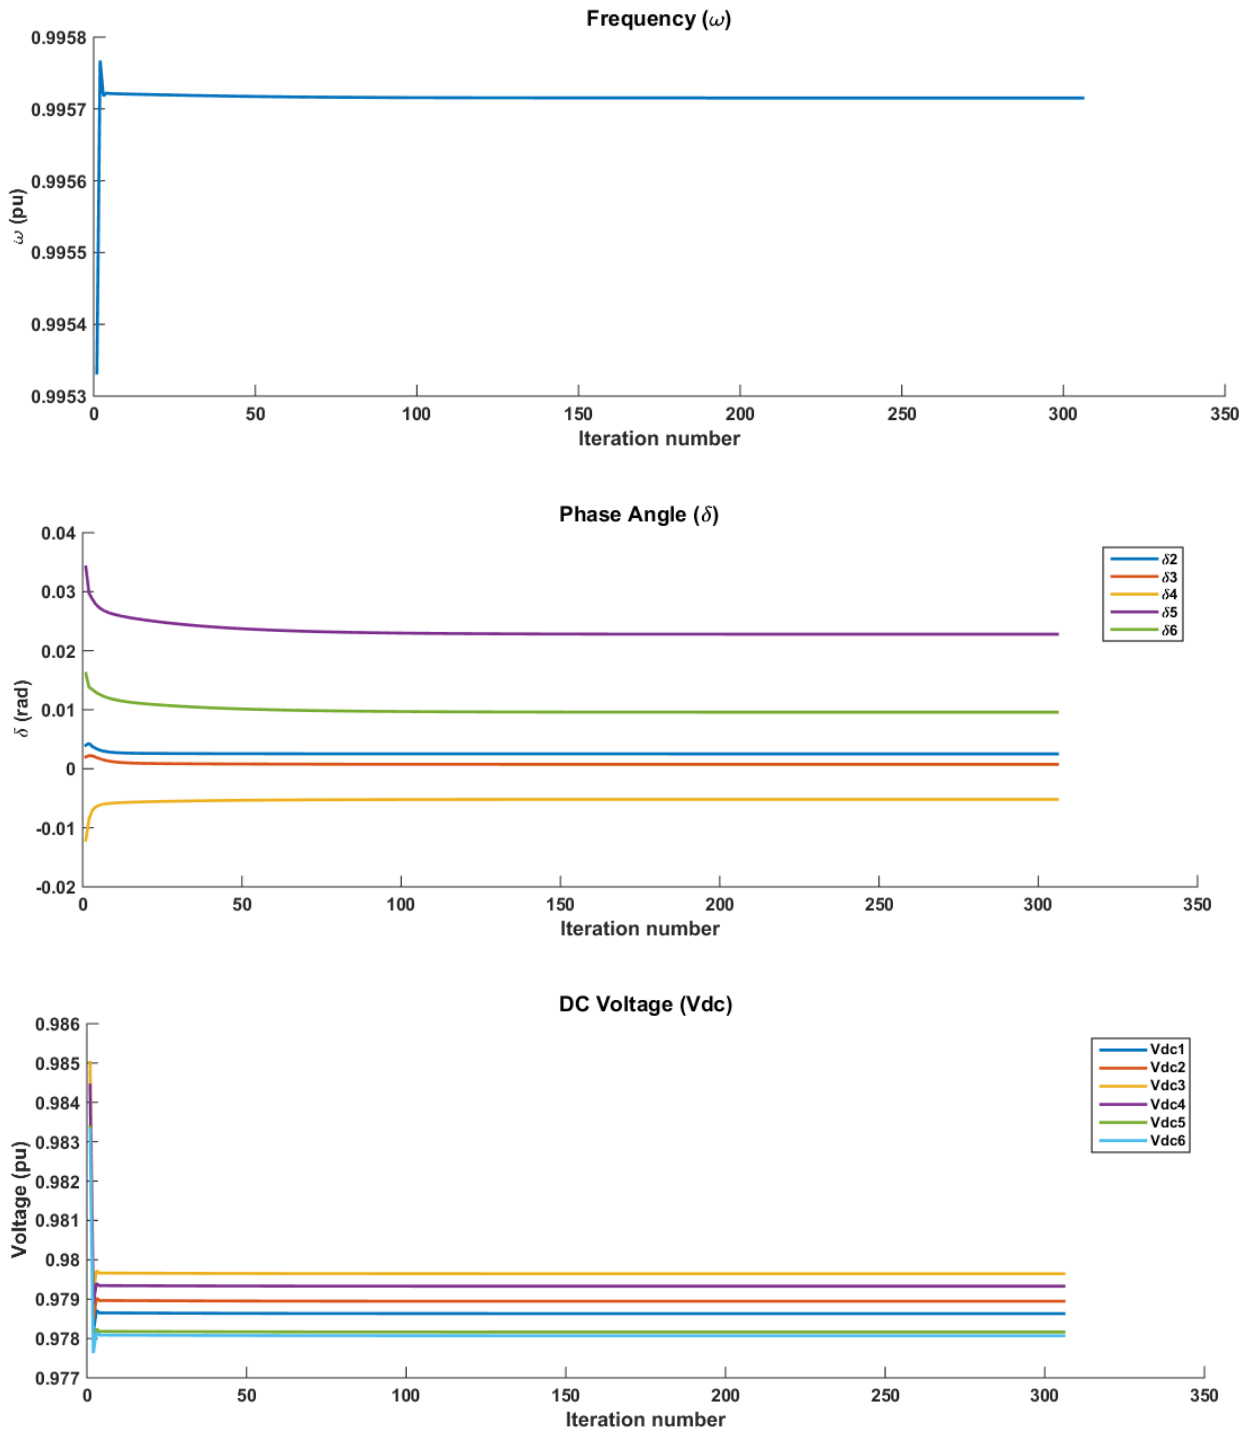 Frequency (ω)
0.9958
0.9957
0.9956
0.9955
0.9954
0.9953
ω (pu)
0 50 100 150 200 250 300 350
Iteration number
Phase Angle (δ)
0.04
0.03
0.02
0.01
0
-0.01
-0.02
δ (rad)
δ2
δ3
δ4
δ5
δ6
0 50 100 150 200 250 300 350
Iteration number
DC Voltage (Vdc)
0.986
0.985
0.984
0.983
0.982
0.981
0.98
0.979
0.978
0.977
Voltage (pu)
Vdc1
Vdc2
Vdc3
Vdc4
Vdc5
Vdc6
0 50 100 150 200 250 300 350
Iteration number